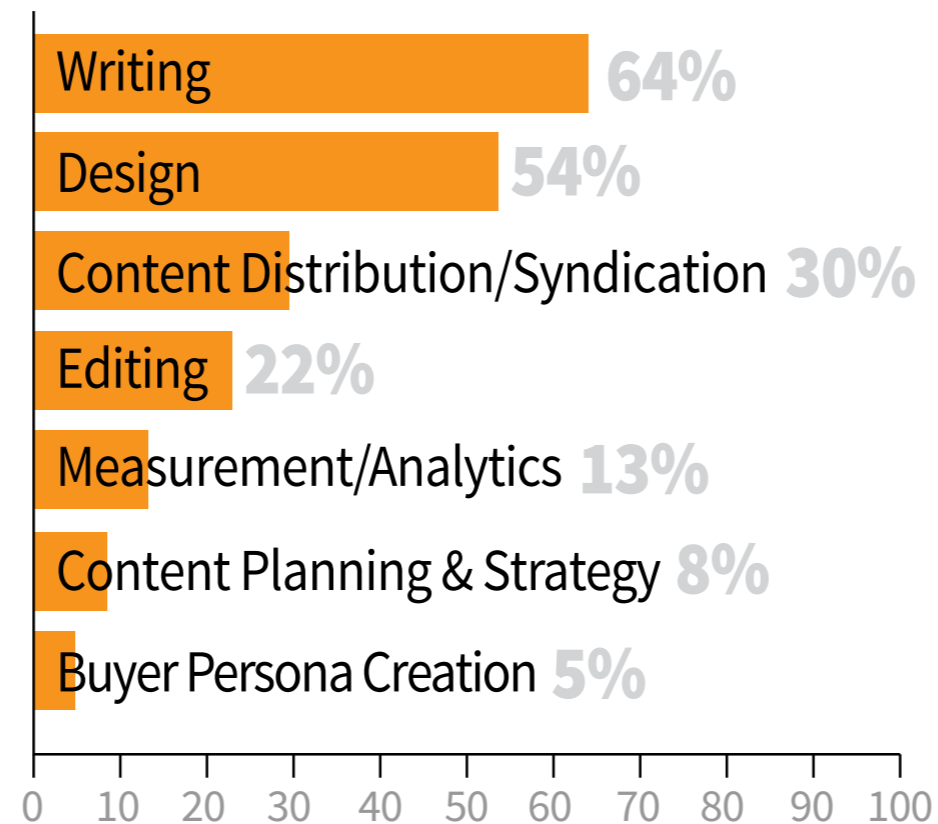 Writing 64%
Design 54%
Content Distribution/Syndication 30%
Editing 22%
Measurement/Analytics 13%
Content Planning & Strategy 8%
Buyer Persona Creation 5%
0 10 20 30 40 50 60 70 80 90 100